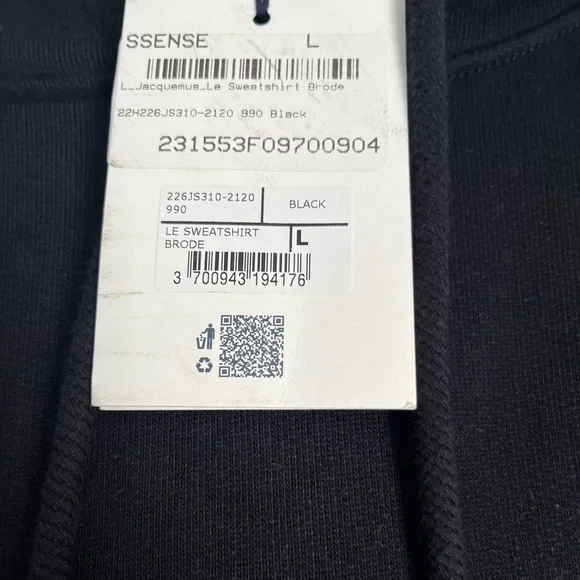 SSENSE L
L_Jacquemus_Le Sweatshirt Brode
22H226JS310-2120 990 Black
231553F09700904
226JS310-2120
990
BLACK
LE SWEATSHIRT
BRODE
L
3 700943 194176